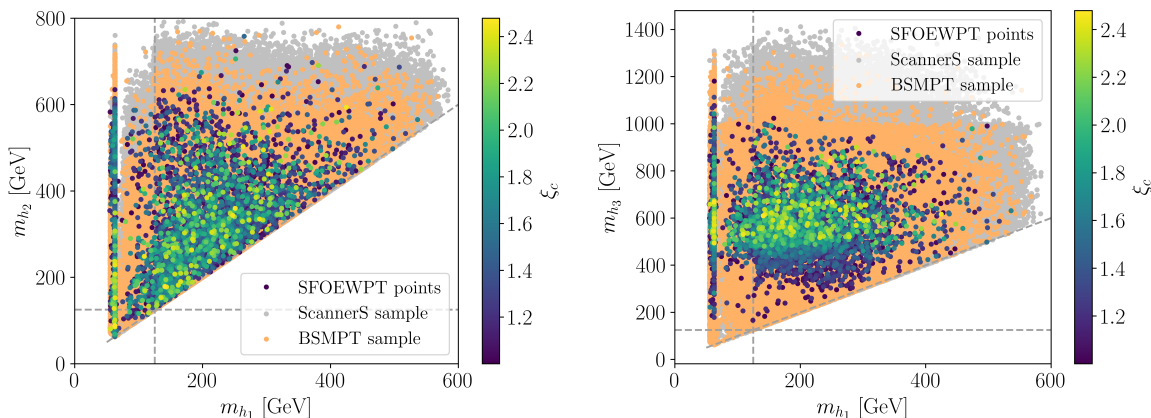 800
600
400
200
0
m_{h_2} [GeV]
0
200
400
600
m_{h_1} [GeV]
SFOEWPT points
ScannerS sample
BSMPT sample
2.4
2.2
2.0
1.8
1.6
1.4
1.2
ξ_c
1400
1200
1000
800
600
400
200
0
m_{h_3} [GeV]
0
200
400
600
m_{h_1} [GeV]
SFOEWPT points
ScannerS sample
BSMPT sample
2.4
2.2
2.0
1.8
1.6
1.4
1.2
ξ_c